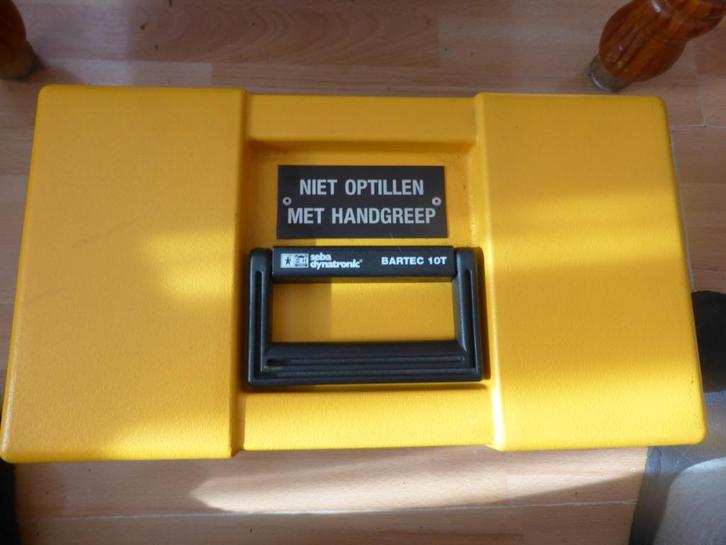 NIET OPTILLEN
MET HANDGREEP
seba
dynatronic®
BARTEC 10T